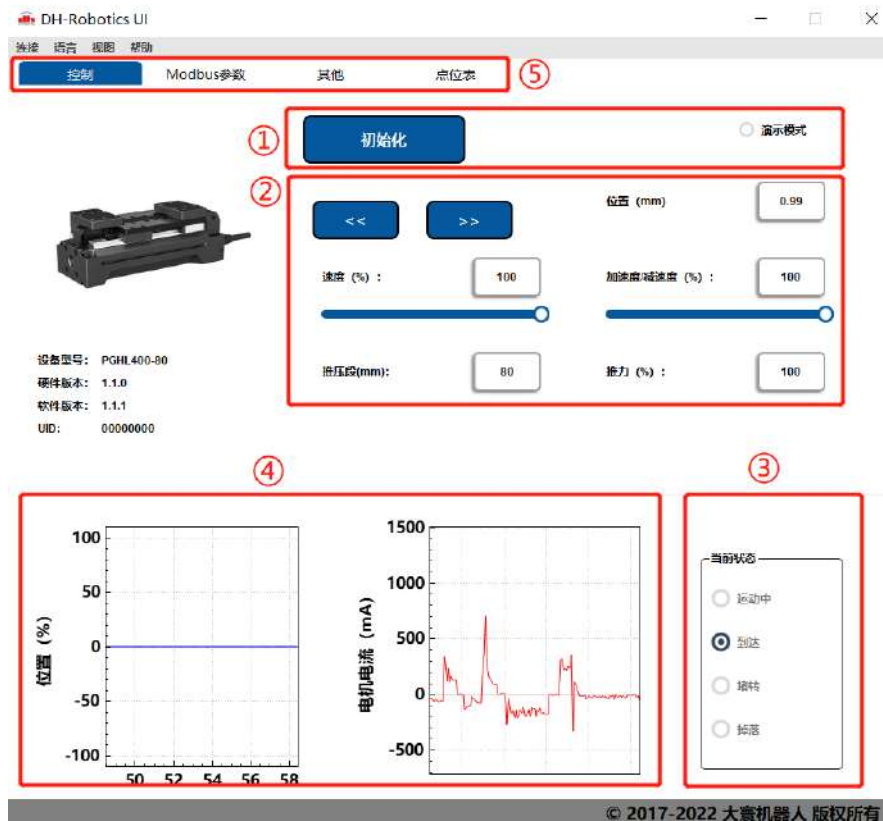 DH-Robotics UI
连接 语言 视图 帮助
控制 Modbus参数 其他 点位表 ⑤
① 初始化 演示模式
②
<< >> 位置 (mm) 0.99
速度 (%) : 100 加速度/减速度 (%) : 100
推压段(mm): 80 推力 (%) : 100
设备型号: PGHL400-80
硬件版本: 1.1.0
软件版本: 1.1.1
UID: 00000000
④
位置 (%)
100
50
0
-50
-100
50 52 54 56 58
电机电流 (mA)
1500
1000
500
0
-500
③
当前状态
运动中
到达
堵转
掉落
© 2017-2022 大寰机器人 版权所有